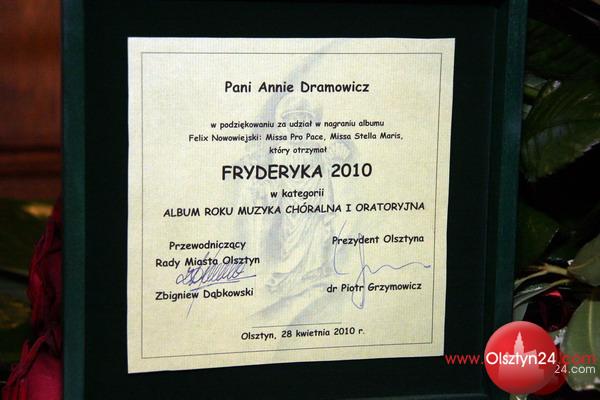 Pani Annie Dramowicz
w podziękowaniu za udział w nagraniu albumu
Felix Nowowiejski: Missa Pro Pace, Missa Stella Maris,
który otrzymał
FRYDERYKA 2010
w kategorii
ALBUM ROKU MUZYKA CHÓRALNA I ORATORYJNA
Przewodniczący
Rady Miasta Olsztyn
Zbigniew Dąbkowski
Prezydent Olsztyna
dr Piotr Grzymowicz
Olsztyn, 28 kwietnia 2010 r.
www.Olsztyn24.com
24.com